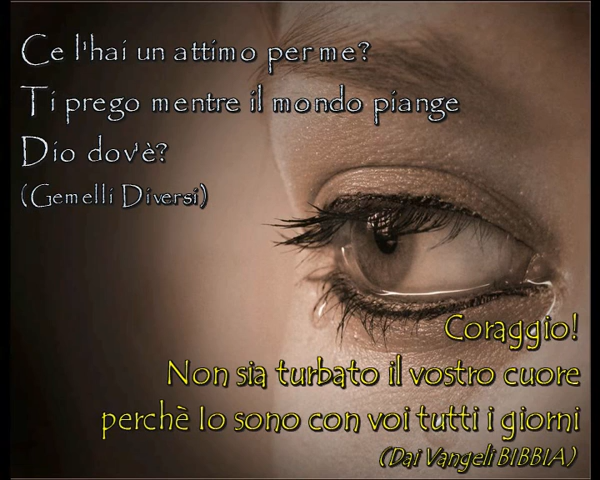 Ce l'hai un attimo per me?
Ti prego mentre il mondo piange
Dio dov'è?
(Gemelli Diversi)
Coraggio!
Non sia turbato il vostro cuore
perchè Io sono con voi tutti i giorni
(Dai Vangeli BIBBIA)